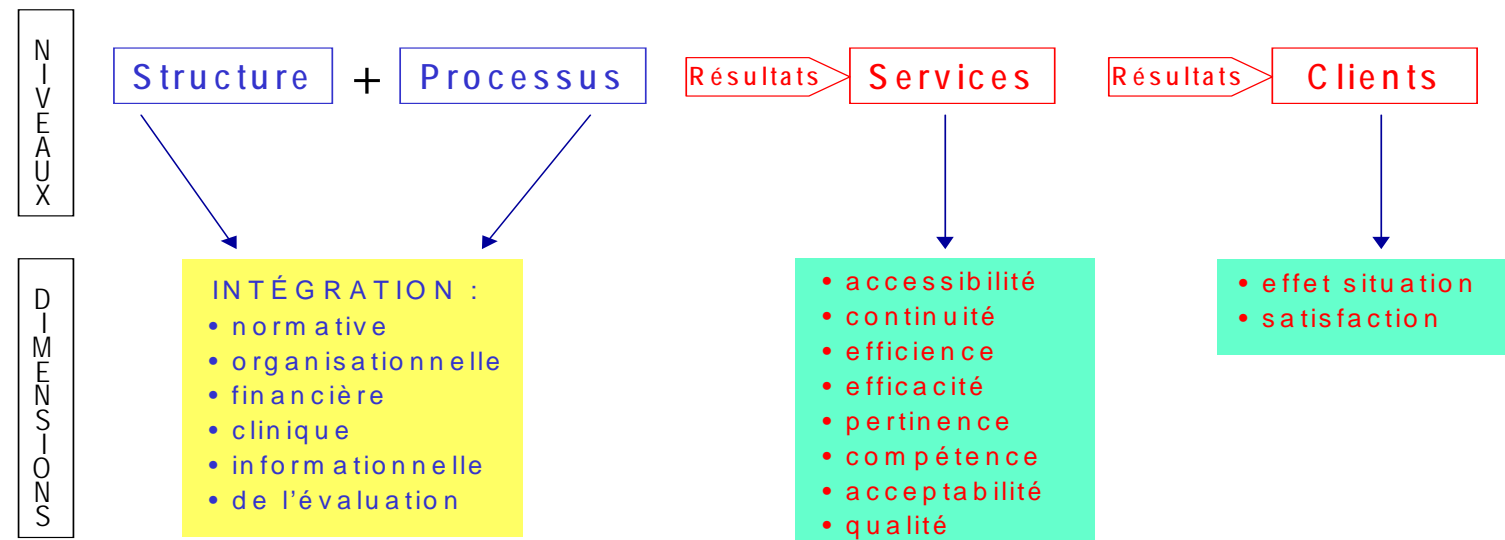 NIVEAUX
Structure + Processus
Résultats Services
Résultats Clients
DIMENSIONS
INTÉGRATION :
• normative
• organisationnelle
• financière
• clinique
• informationnelle
• de l'évaluation
• accessibilité
• continuité
• efficience
• efficacité
• pertinence
• compétence
• acceptabilité
• qualité
• effet situation
• satisfaction